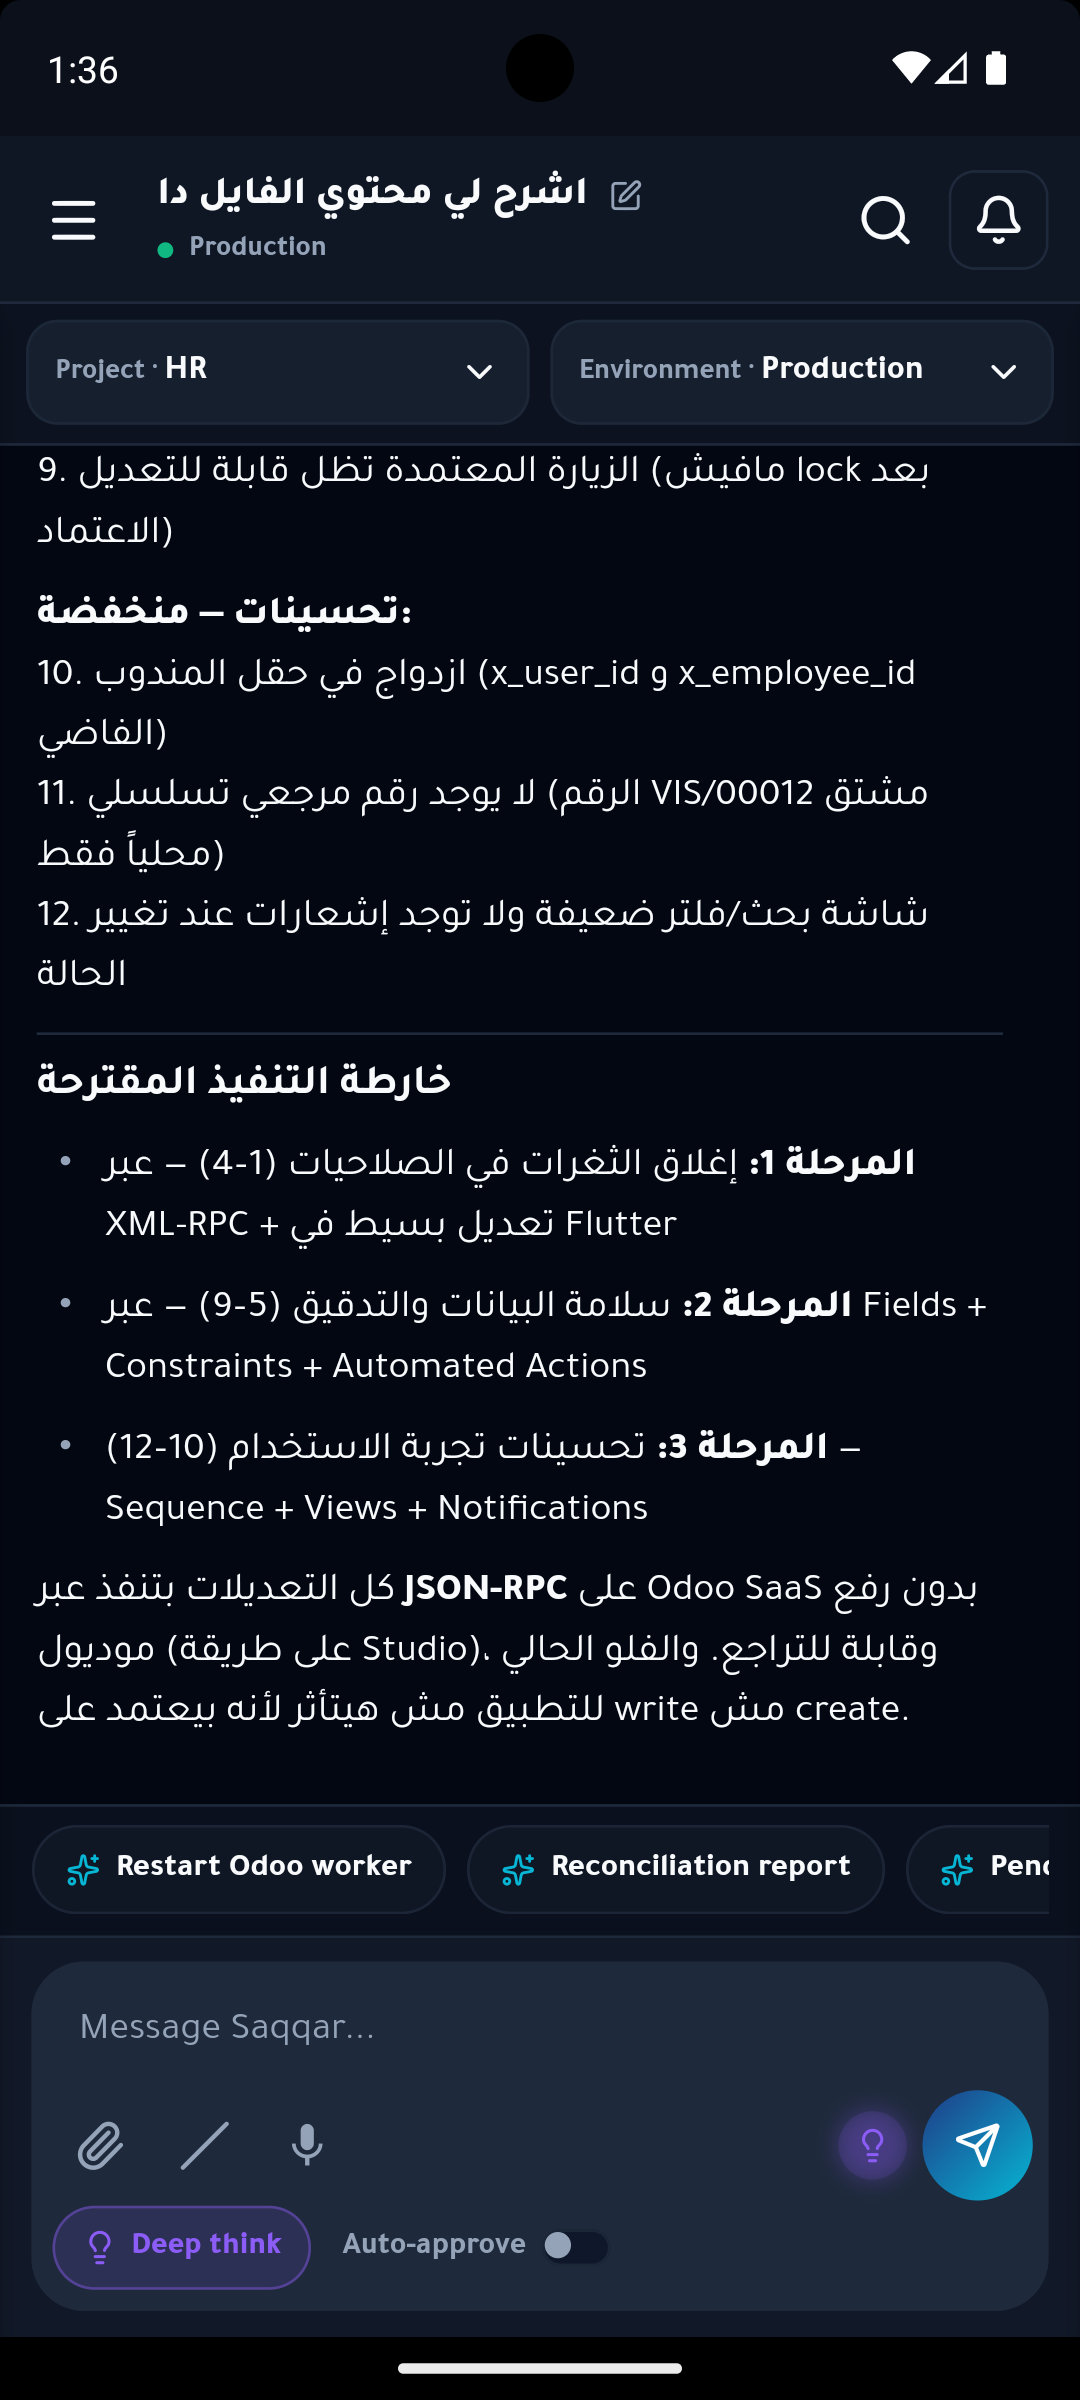 1:36
اشرح لي محتوي الفايل دا
Production
Project · HR
Environment · Production
9. الزيارة المعتمدة تظل قابلة للتعديل (مافيش lock بعد
الاعتماد)
تحسينات – منخفضة:
10. ازدواج في حقل المندوب (x_user_id و x_employee_id
الفاضي)
11. لا يوجد رقم مرجعي تسلسلي (الرقم VIS/00012 مشتق
محلياً فقط)
12. شاشة بحث/فلتر ضعيفة ولا توجد إشعارات عند تغيير
الحالة
خارطة التنفيذ المقترحة
• المرحلة 1: إغلاق الثغرات في الصلاحيات (1-4) – عبر
XML-RPC + تعديل بسيط في Flutter
• المرحلة 2: سلامة البيانات والتدقيق (5-9) – عبر Fields +
Constraints + Automated Actions
• المرحلة 3: تحسينات تجربة الاستخدام (10-12) –
Sequence + Views + Notifications
كل التعديلات بتنفذ عبر JSON-RPC على Odoo SaaS بدون رفع
موديول (على طريقة Studio)، وقابلة للتراجع. والفلو الحالي
للتطبيق مش هيتأثر لأنه بيعتمد على write مش create.
Restart Odoo worker
Reconciliation report
Pend
Message Saqqar...
Deep think
Auto-approve